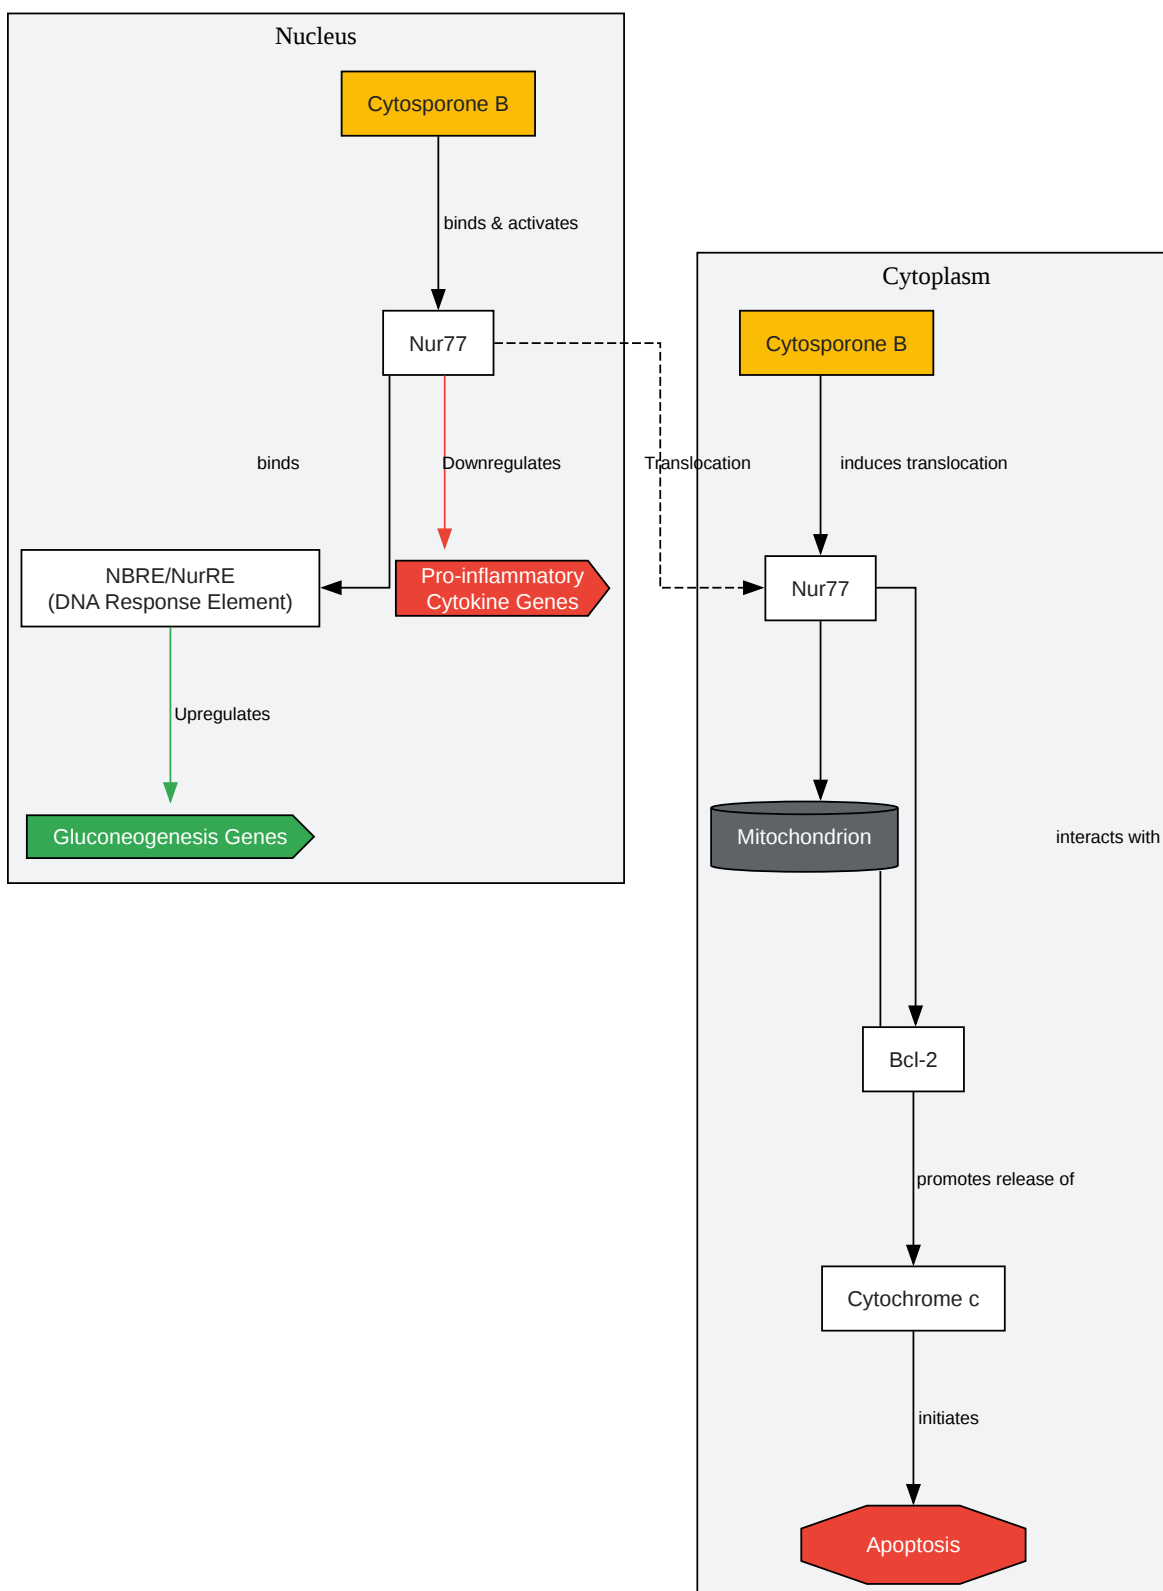 Nucleus
Cytosporone B
binds & activates
Cytoplasm
Nur77
Cytosporone B
binds
Downregulates
Translocation
induces translocation
NBRE/NurRE
(DNA Response Element)
Pro-inflammatory
Cytokine Genes
Nur77
Upregulates
Gluconeogenesis Genes
Mitochondrion
interacts with
Bcl-2
promotes release of
Cytochrome c
initiates
Apoptosis